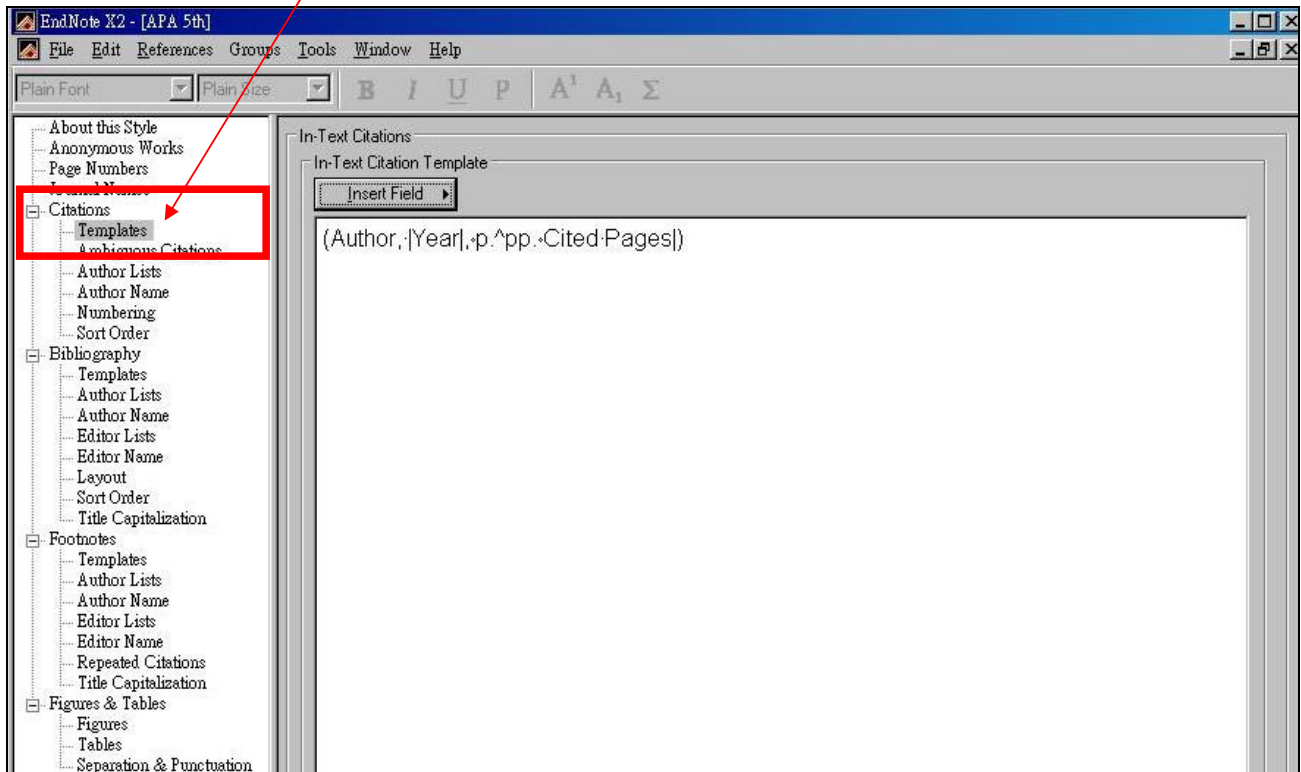 EndNote X2 - [APA 5th]
File Edit References Groups Tools Window Help
Plain Font Plain Size B I U P A¹ A₁ Σ
About this Style
Anonymous Works
Page Numbers
Citations
Templates
Ambiguous Citations
Author Lists
Author Name
Numbering
Sort Order
Bibliography
Templates
Author Lists
Author Name
Editor Lists
Editor Name
Layout
Sort Order
Title Capitalization
Footnotes
Templates
Author Lists
Author Name
Editor Lists
Editor Name
Repeated Citations
Title Capitalization
Figures & Tables
Figures
Tables
Separation & Punctuation
In-Text Citations
In-Text Citation Template
Insert Field
(Author,·|Year|,·p.^pp.·Cited·Pages|)